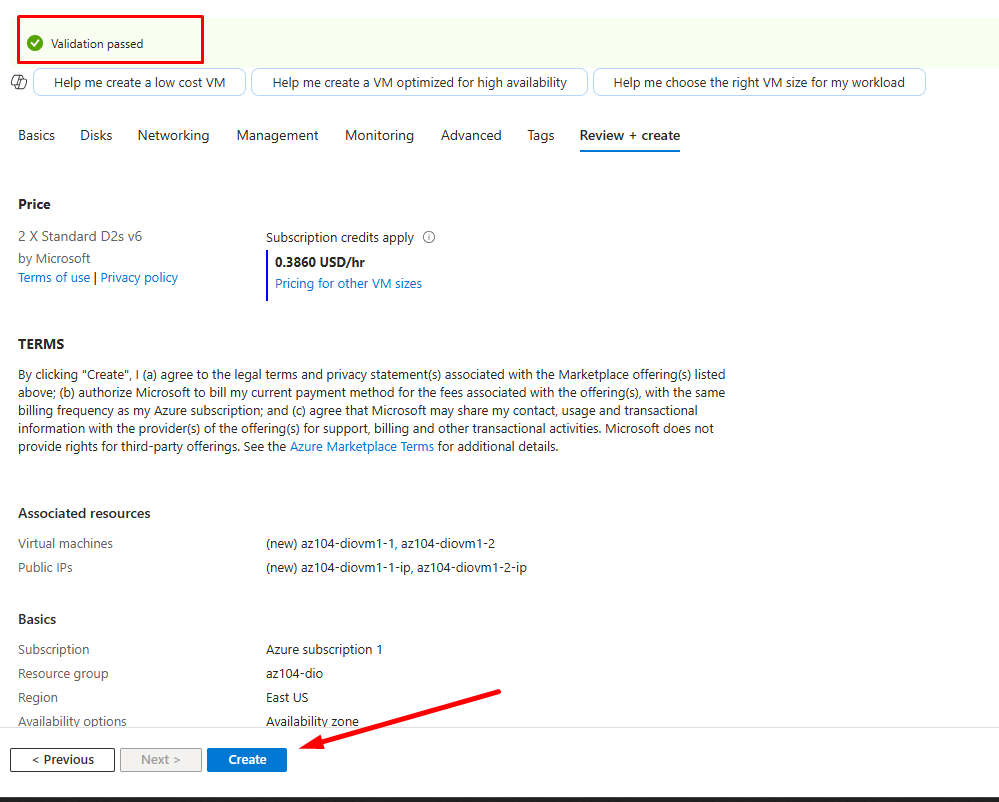 Validation passed
Help me create a low cost VM Help me create a VM optimized for high availability Help me choose the right VM size for my workload
Basics Disks Networking Management Monitoring Advanced Tags Review + create
Price
2 X Standard D2s v6 Subscription credits apply
by Microsoft 0.3860 USD/hr
Terms of use | Privacy policy Pricing for other VM sizes
TERMS
By clicking "Create", I (a) agree to the legal terms and privacy statement(s) associated with the Marketplace offering(s) listed
above; (b) authorize Microsoft to bill my current payment method for the fees associated with the offering(s), with the same
billing frequency as my Azure subscription; and (c) agree that Microsoft may share my contact, usage and transactional
information with the provider(s) of the offering(s) for support, billing and other transactional activities. Microsoft does not
provide rights for third-party offerings. See the Azure Marketplace Terms for additional details.
Associated resources
Virtual machines (new) az104-diovm1-1, az104-diovm1-2
Public IPs (new) az104-diovm1-1-ip, az104-diovm1-2-ip
Basics
Subscription Azure subscription 1
Resource group az104-dio
Region East US
Availability options Availability zone
< Previous Next > Create